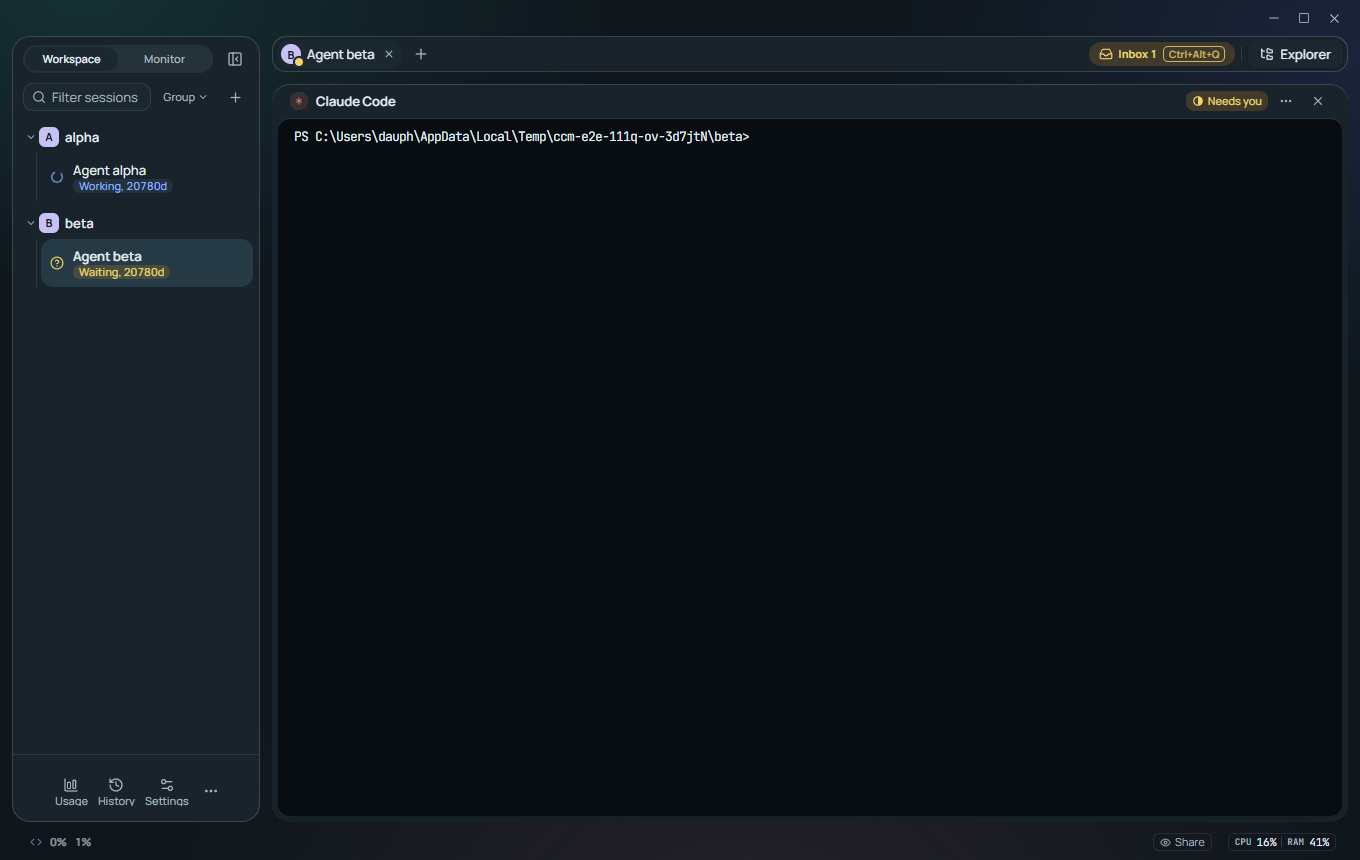 Workspace Monitor
Filter sessions Group
A alpha
Agent alpha
Working, 20780d
B beta
Agent beta
Waiting, 20780d
Usage History Settings
B Agent beta
Inbox 1 Ctrl+Alt+Q Explorer
Claude Code
Needs you
PS C:\Users\dauph\AppData\Local\Temp\ccm-e2e-111q-ov-3d7jtN\beta>
0% 1%
Share CPU 16% RAM 41%